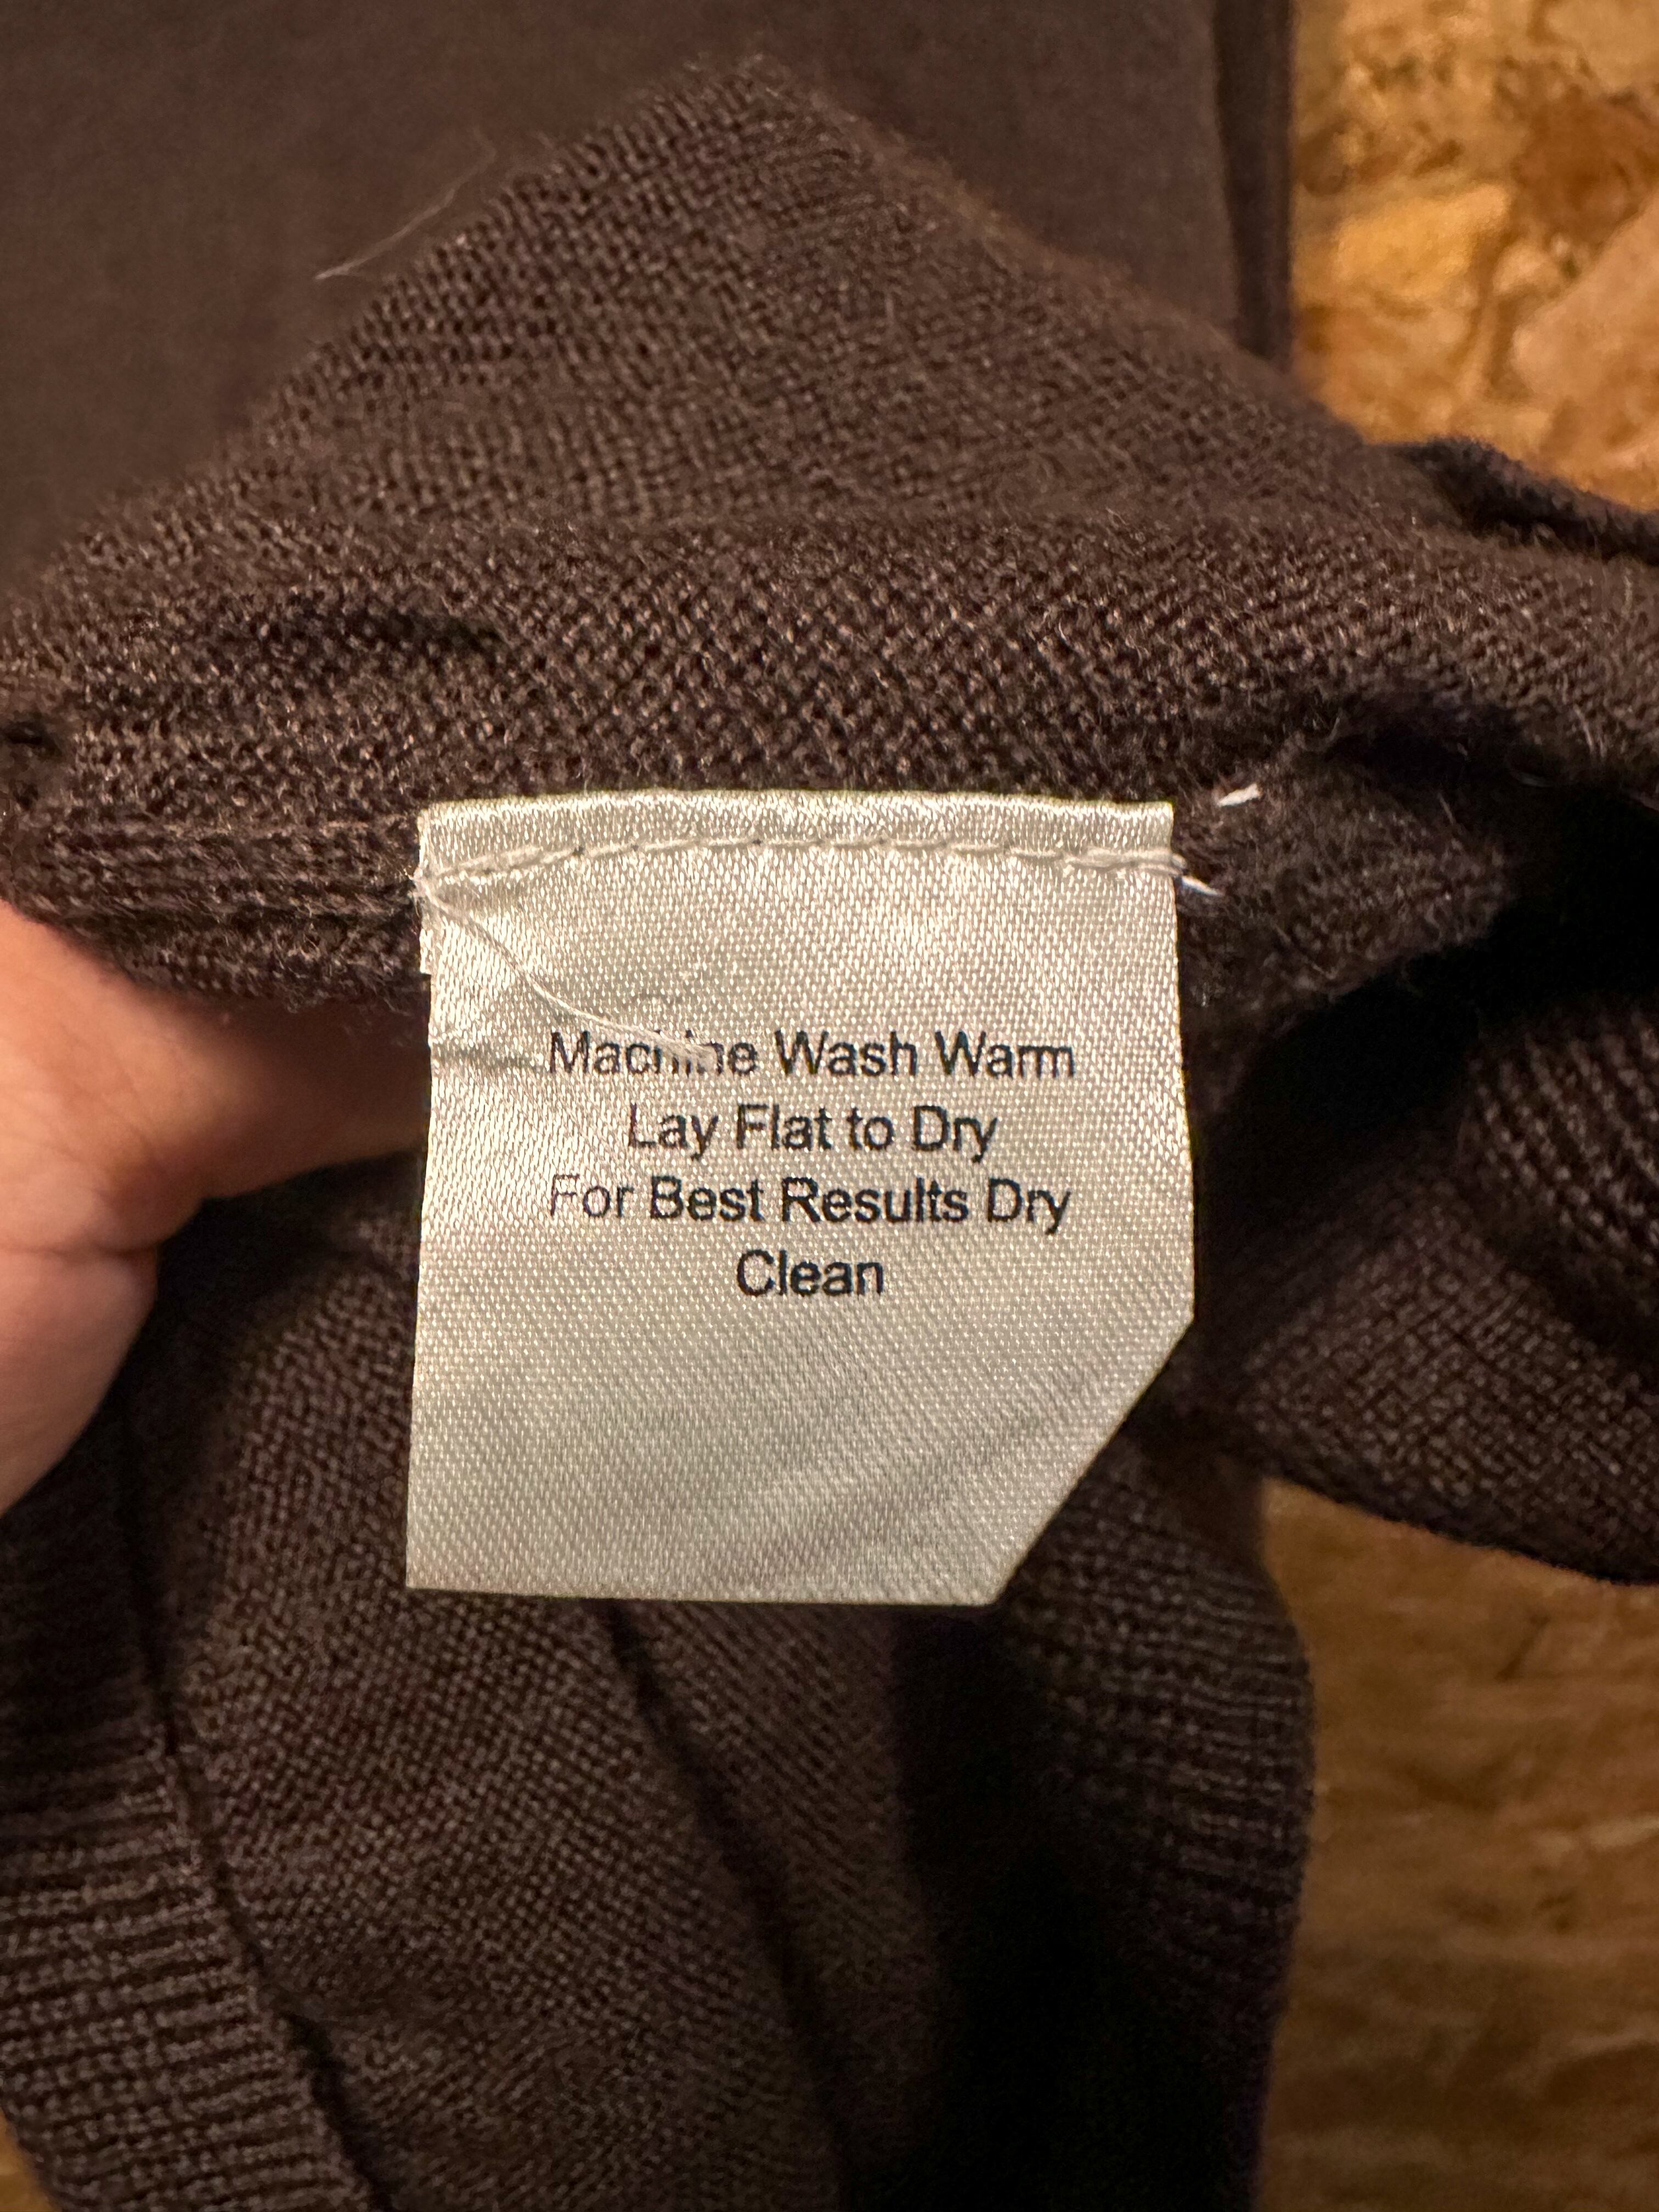 Machine Wash Warm
Lay Flat to Dry
For Best Results Dry
Clean